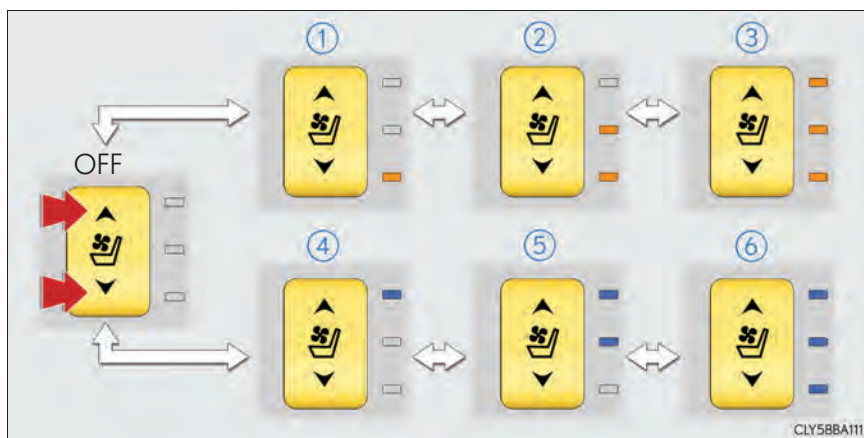 ① ② ③
OFF
④ ⑤ ⑥
CLY58BA111